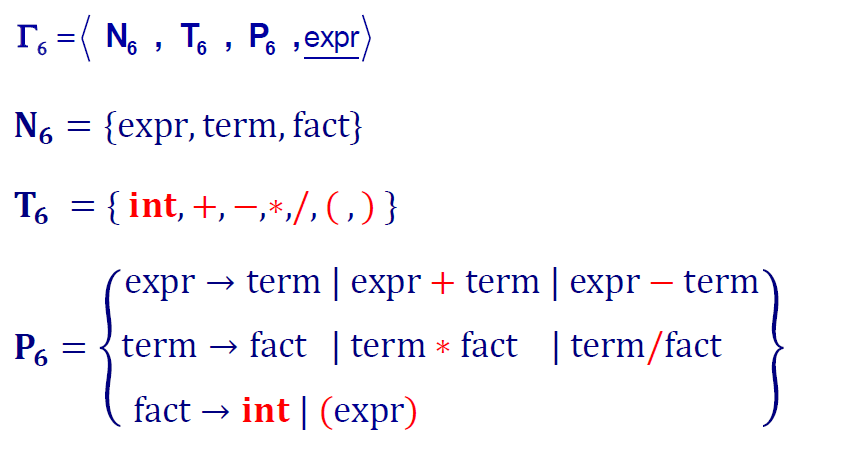 Γ₆ = ⟨ N₆ , T₆ , P₆ , expr⟩
N₆ = {expr, term, fact}
T₆ = { int, +, −,∗,/, ( , ) }
P₆ = { expr → term | expr + term | expr − term
term → fact | term ∗ fact | term/fact
fact → int | (expr) }